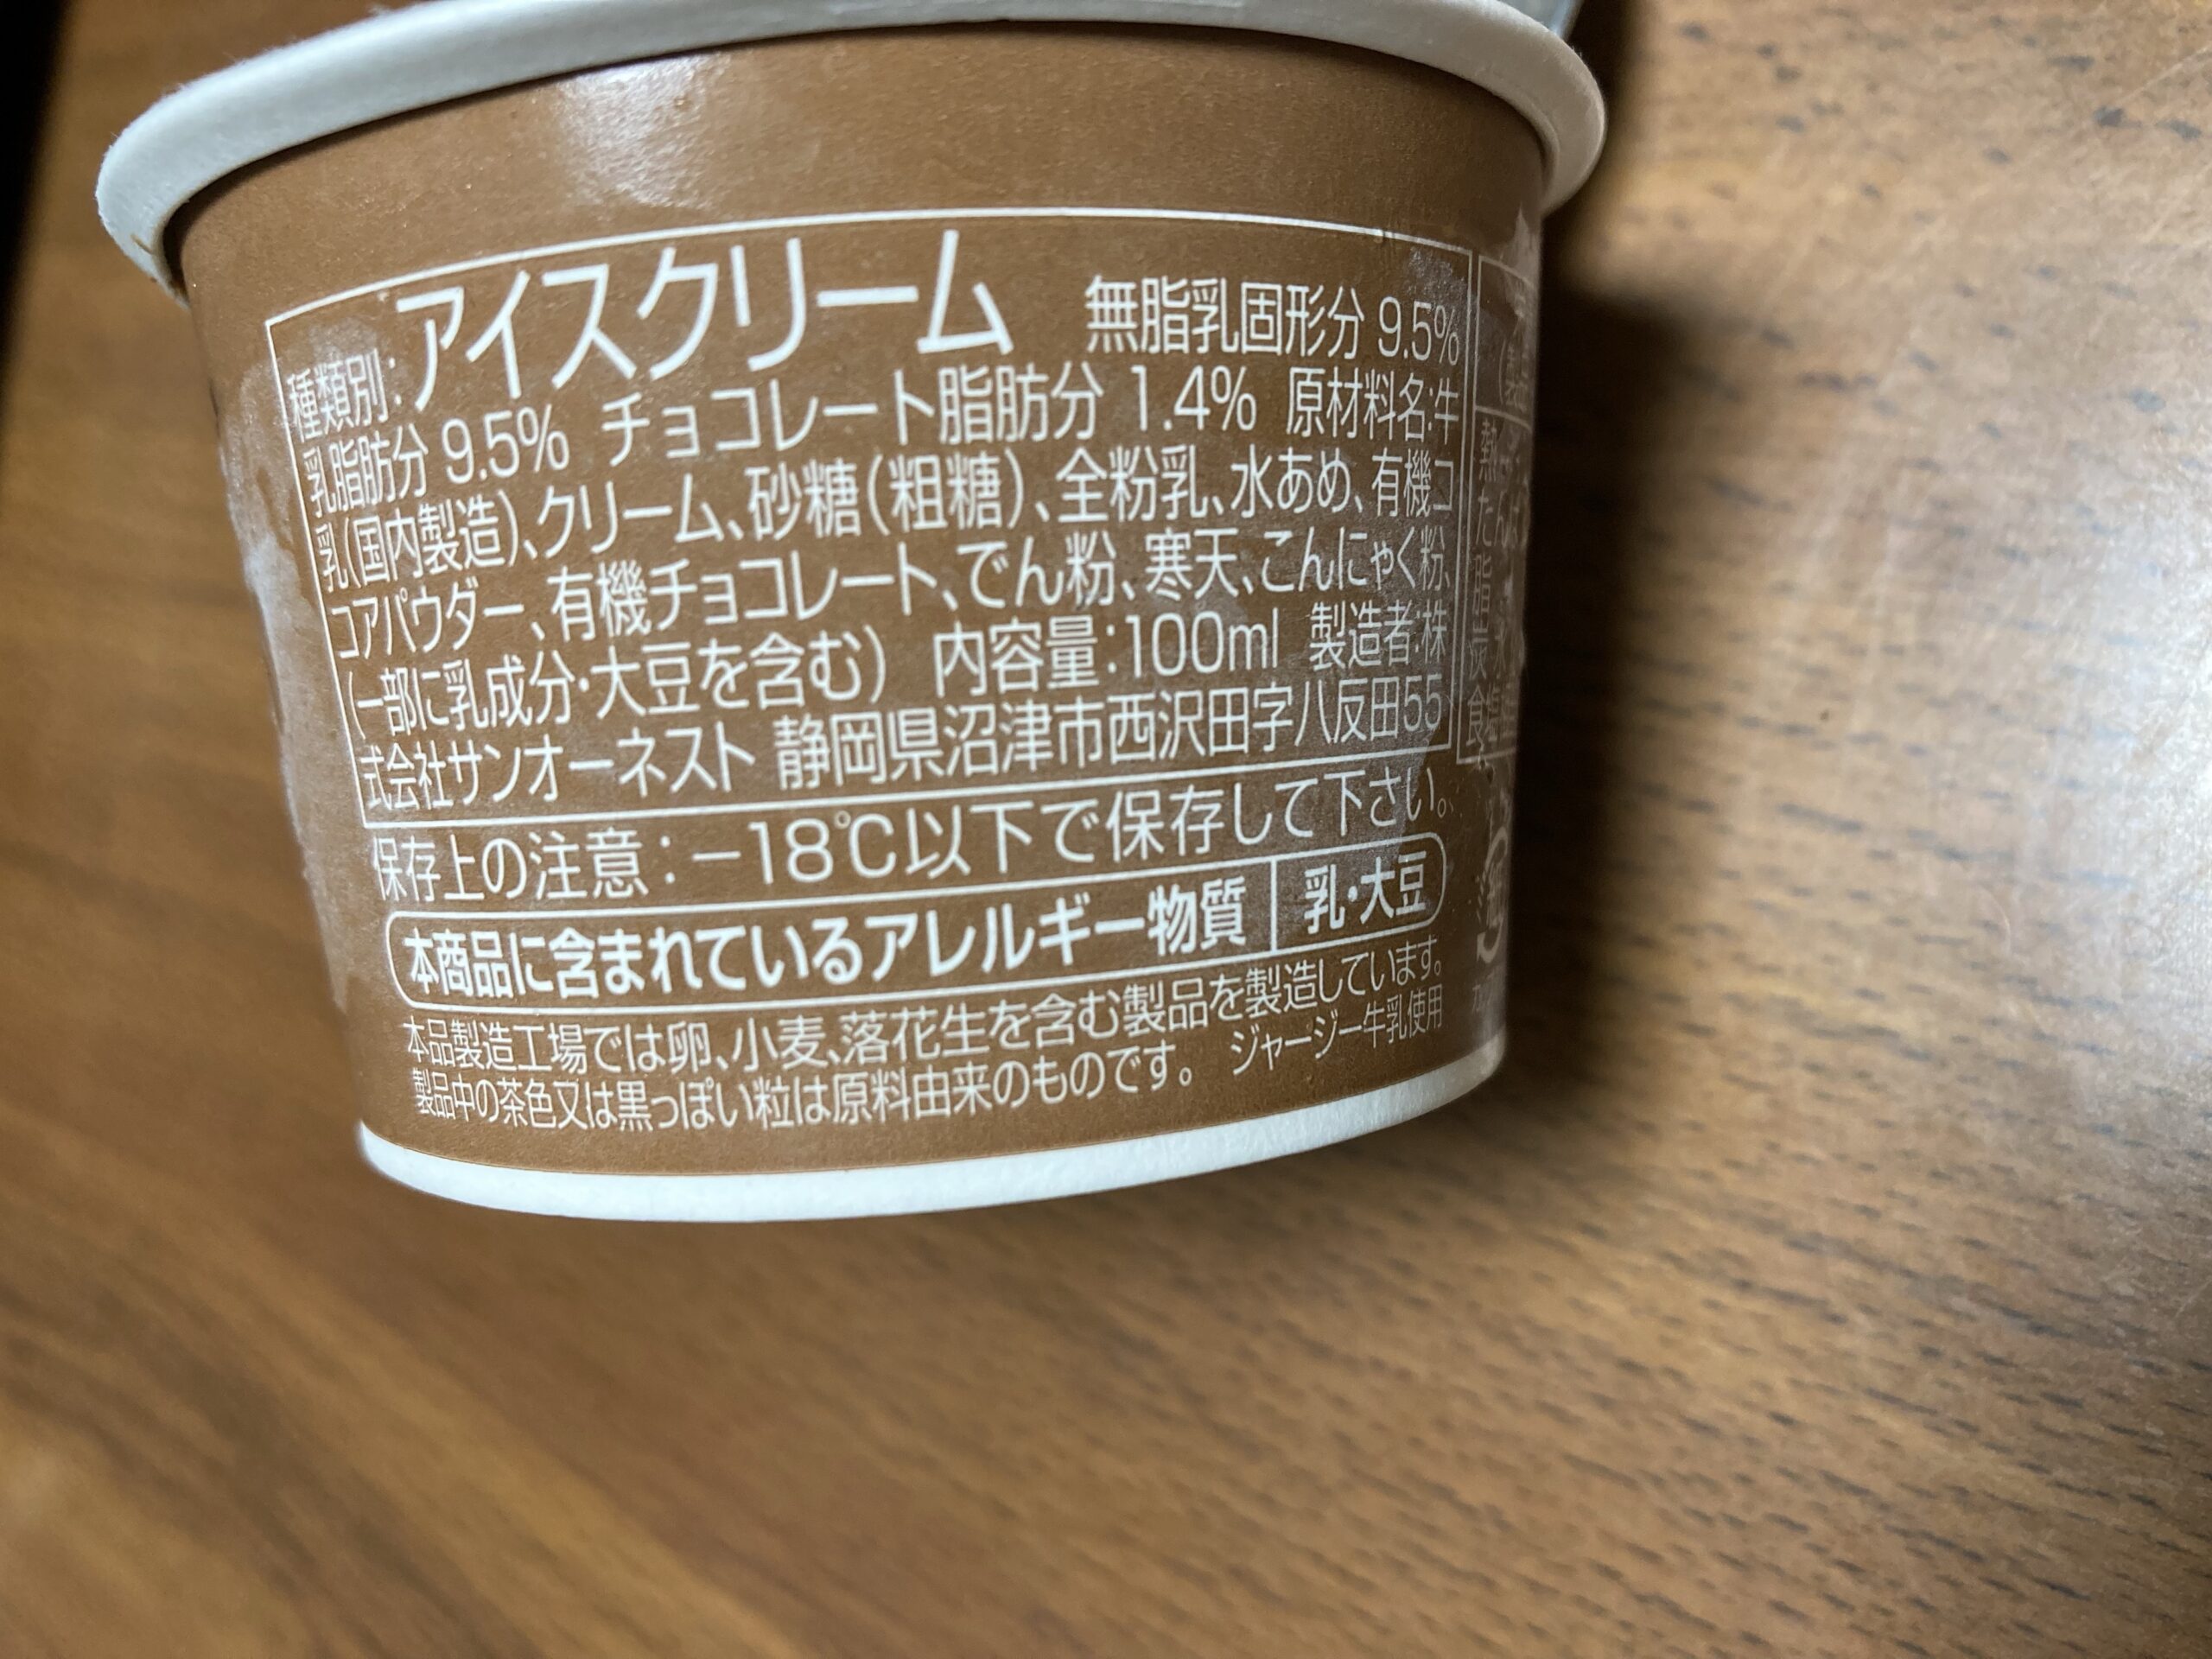 種類別:アイスクリーム 無脂乳固形分 9.5%
乳脂肪分 9.5% チョコレート脂肪分 1.4% 原材料名:牛
乳(国内製造)、クリーム、砂糖(粗糖)、全粉乳、水あめ、有機コ
コアパウダー、有機チョコレート、でん粉、寒天、こんにゃく粉、
(一部に乳成分・大豆を含む) 内容量:100ml 製造者:株
式会社サンオーネスト 静岡県沼津市西沢田字八反田55
保存上の注意:−18℃以下で保存して下さい。
本商品に含まれているアレルギー物質 乳・大豆
本品製造工場では卵、小麦、落花生を含む製品を製造しています。
製品中の茶色又は黒っぽい粒は原料由来のものです。 ジャージー牛乳使用